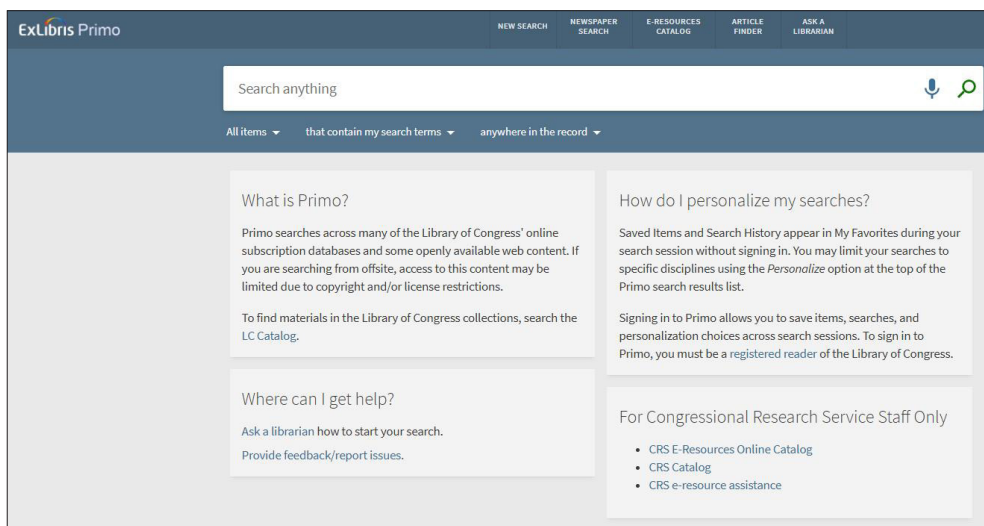 ExLibris Primo
NEW SEARCH
NEWSPAPER
SEARCH
E-RESOURCES
CATALOG
ARTICLE
FINDER
ASK A
LIBRARIAN
Search anything
All items
that contain my search terms
anywhere in the record
What is Primo?
Primo searches across many of the Library of Congress' online
subscription databases and some openly available web content. If
you are searching from offsite, access to this content may be
limited due to copyright and/or license restrictions.
To find materials in the Library of Congress collections, search the
LC Catalog.
Where can I get help?
Ask a librarian how to start your search.
Provide feedback/report issues.
How do I personalize my searches?
Saved Items and Search History appear in My Favorites during your
search session without signing in. You may limit your searches to
specific disciplines using the Personalize option at the top of the
Primo search results list.
Signing in to Primo allows you to save items, searches, and
personalization choices across search sessions. To sign in to
Primo, you must be a registered reader of the Library of Congress.
For Congressional Research Service Staff Only
• CRS E-Resources Online Catalog
• CRS Catalog
• CRS e-resource assistance